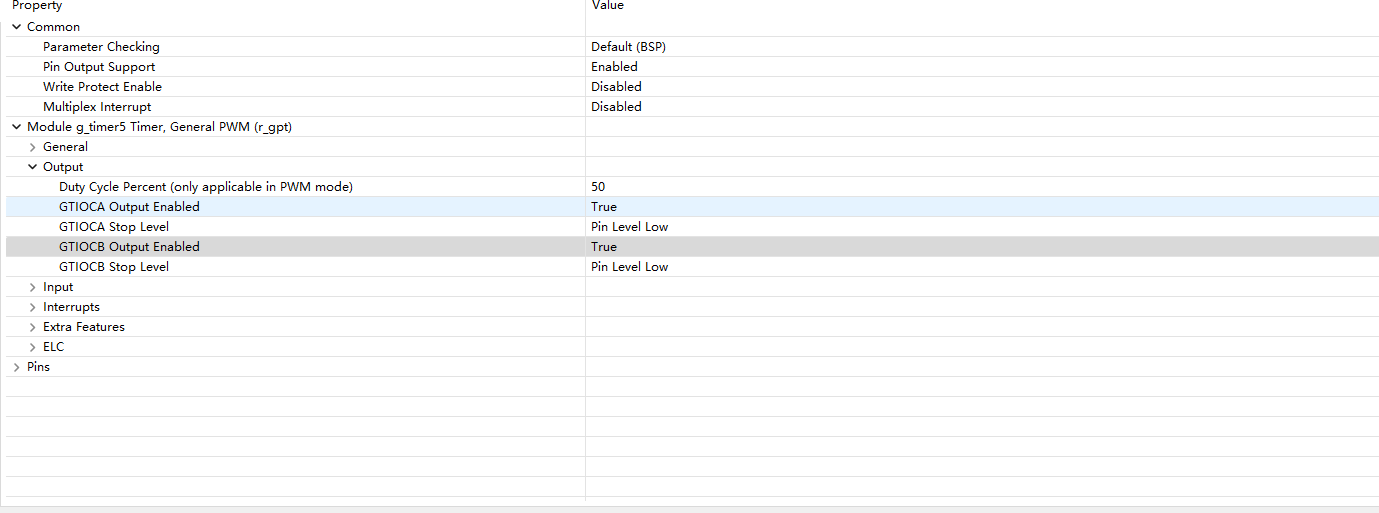 Property Value
Common
Parameter Checking Default (BSP)
Pin Output Support Enabled
Write Protect Enable Disabled
Multiplex Interrupt Disabled
Module g_timer5 Timer, General PWM (r_gpt)
General
Output
Duty Cycle Percent (only applicable in PWM mode) 50
GTIOCA Output Enabled True
GTIOCA Stop Level Pin Level Low
GTIOCB Output Enabled True
GTIOCB Stop Level Pin Level Low
Input
Interrupts
Extra Features
ELC
Pins